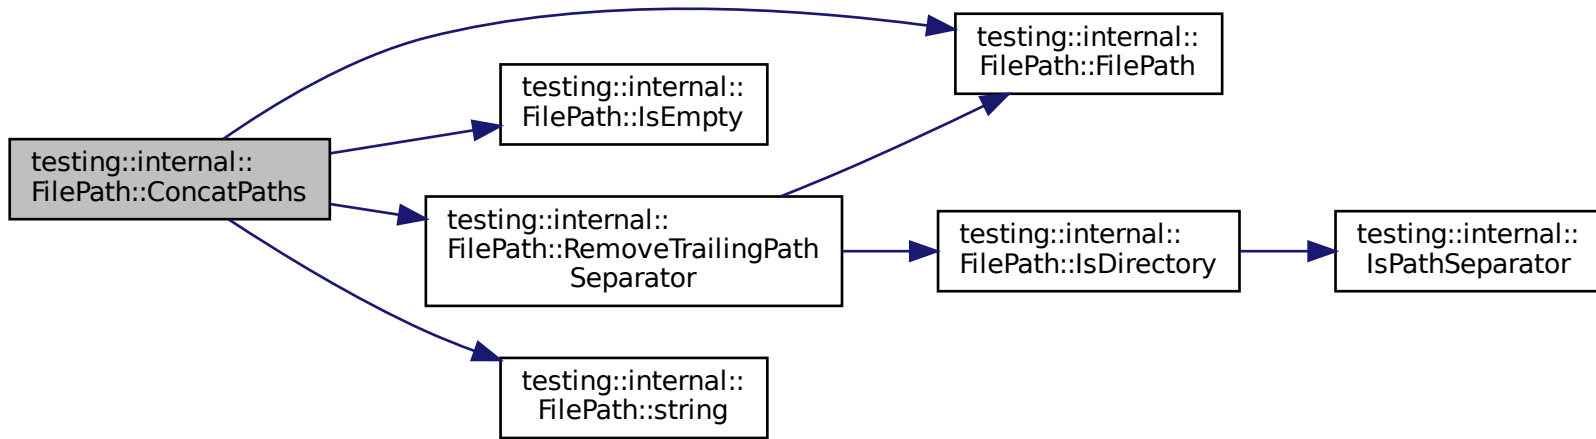 testing::internal::
FilePath::ConcatPaths
testing::internal::
FilePath::FilePath
testing::internal::
FilePath::IsEmpty
testing::internal::
FilePath::RemoveTrailingPath
Separator
testing::internal::
FilePath::IsDirectory
testing::internal::
IsPathSeparator
testing::internal::
FilePath::string